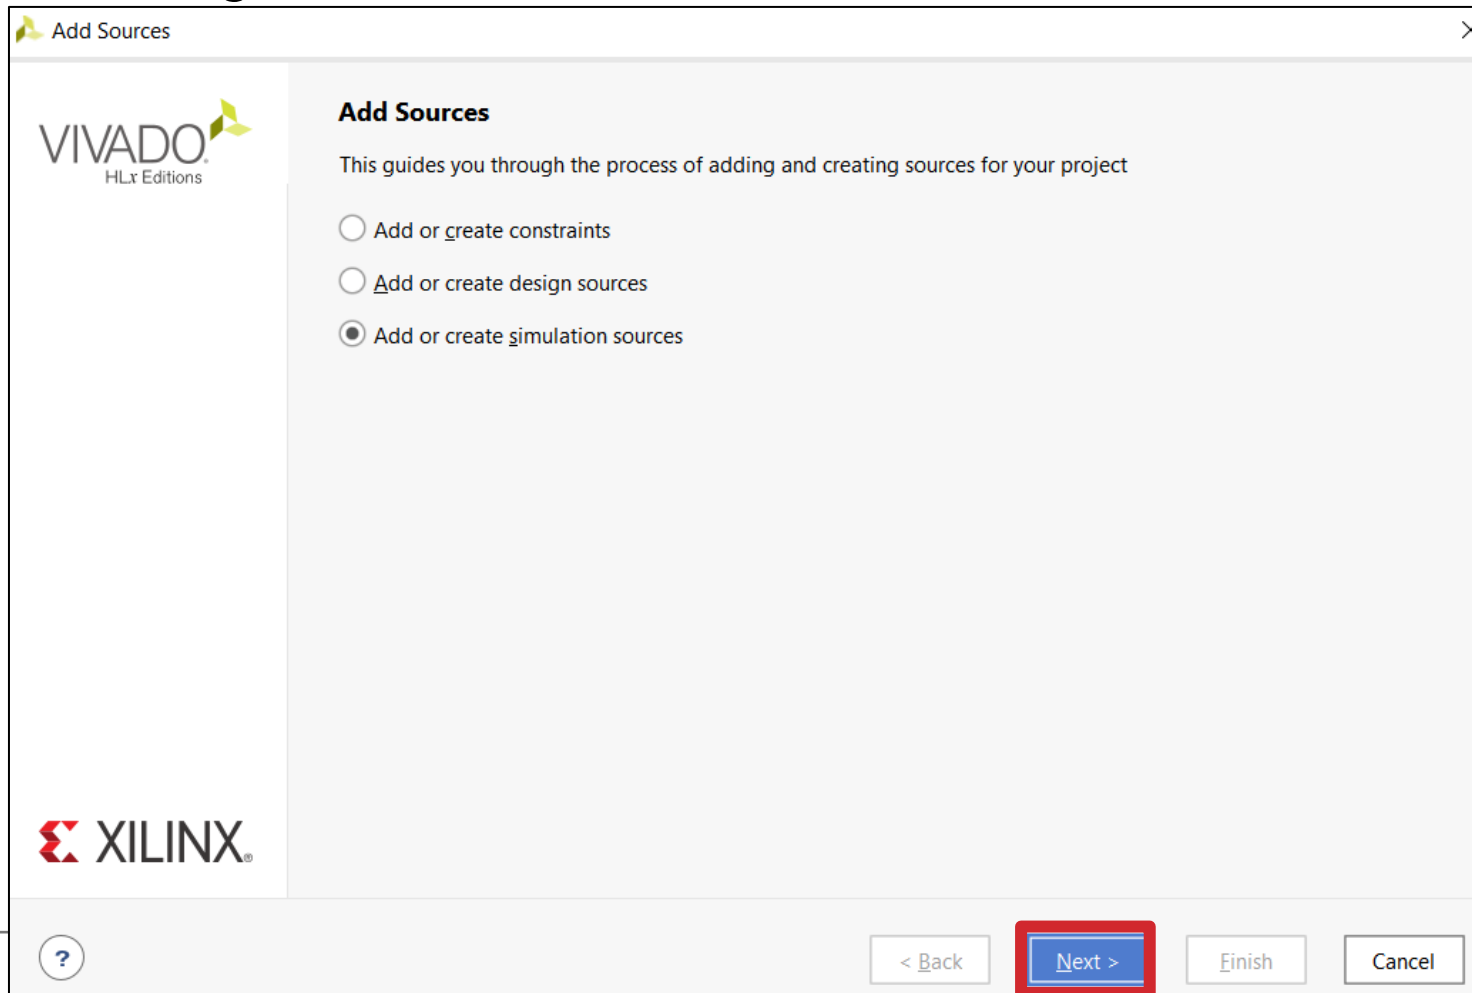 Add Sources
VIVADO.
HLx Editions
Add Sources
This guides you through the process of adding and creating sources for your project
Add or create constraints
Add or create design sources
Add or create simulation sources
XILINX®
?
< Back
Next >
Finish
Cancel